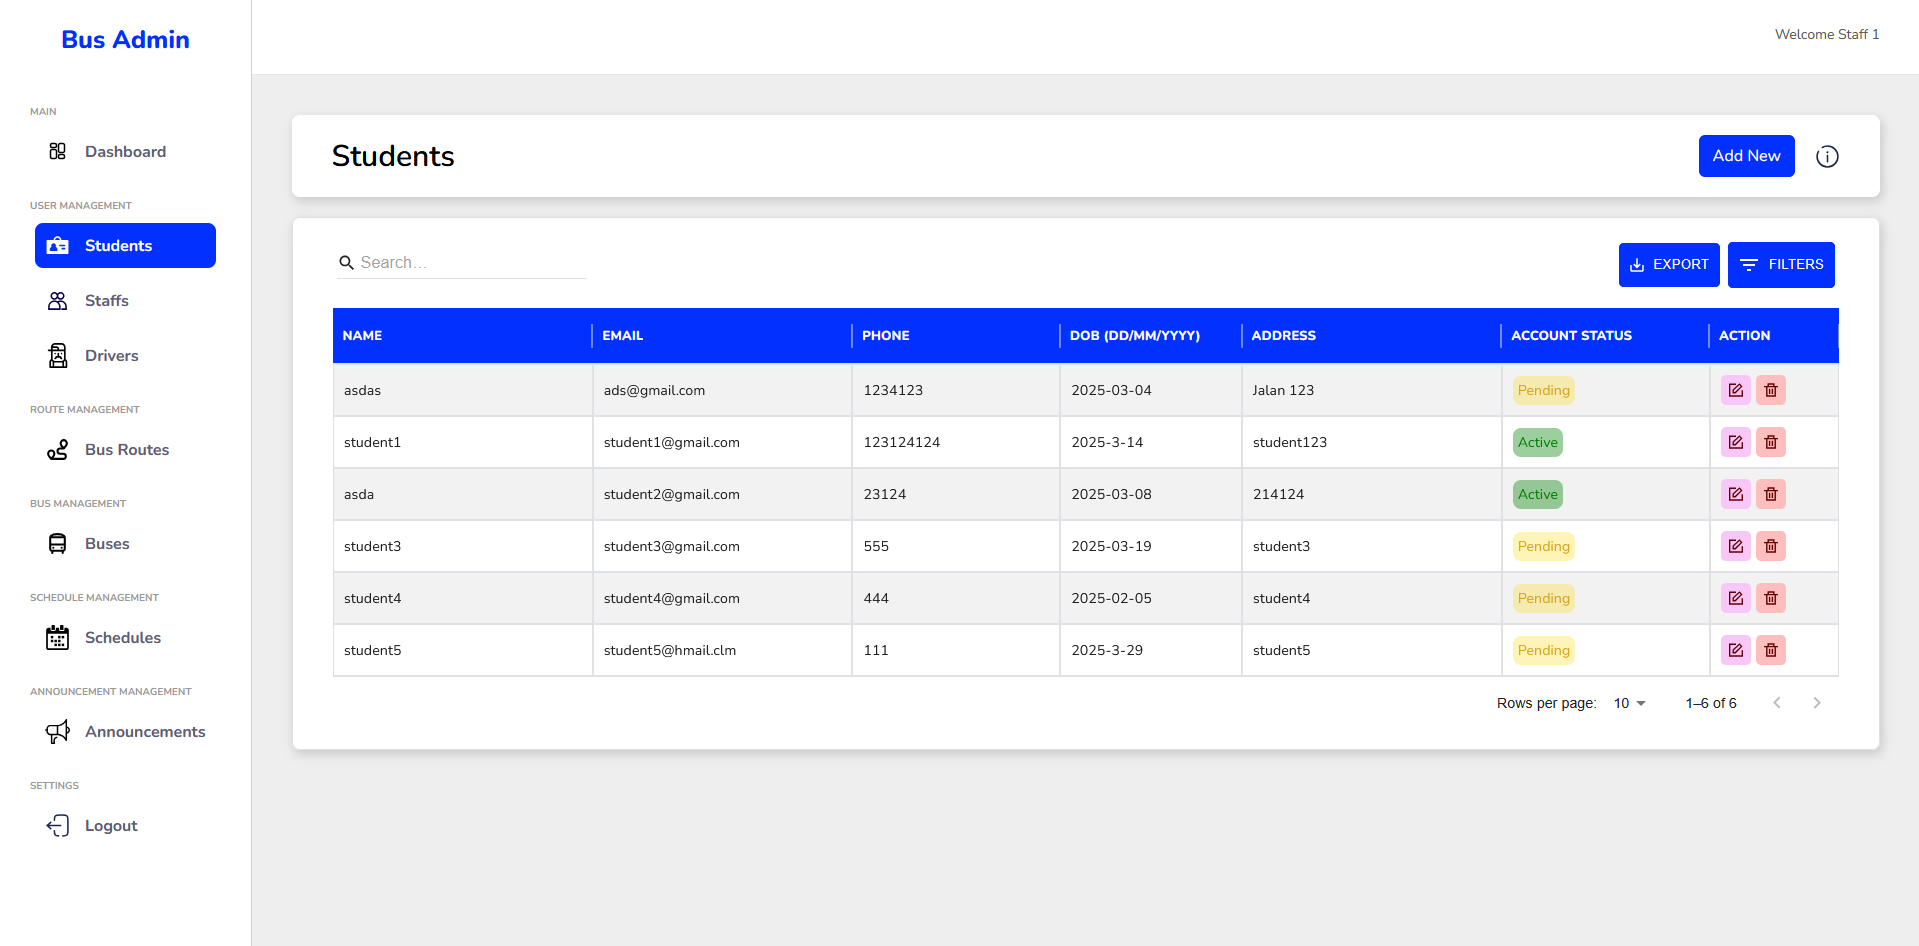 Bus Admin
Welcome Staff 1
MAIN
Dashboard
USER MANAGEMENT
Students
Staffs
Drivers
ROUTE MANAGEMENT
Bus Routes
BUS MANAGEMENT
Buses
SCHEDULE MANAGEMENT
Schedules
ANNOUNCEMENT MANAGEMENT
Announcements
SETTINGS
Logout
Students
Add New
Search…
EXPORT
FILTERS
NAME EMAIL PHONE DOB (DD/MM/YYYY) ADDRESS ACCOUNT STATUS ACTION
asdas ads@gmail.com 1234123 2025-03-04 Jalan 123 Pending
student1 student1@gmail.com 123124124 2025-3-14 student123 Active
asda student2@gmail.com 23124 2025-03-08 214124 Active
student3 student3@gmail.com 555 2025-03-19 student3 Pending
student4 student4@gmail.com 444 2025-02-05 student4 Pending
student5 student5@hmail.clm 111 2025-3-29 student5 Pending
Rows per page: 10 1–6 of 6